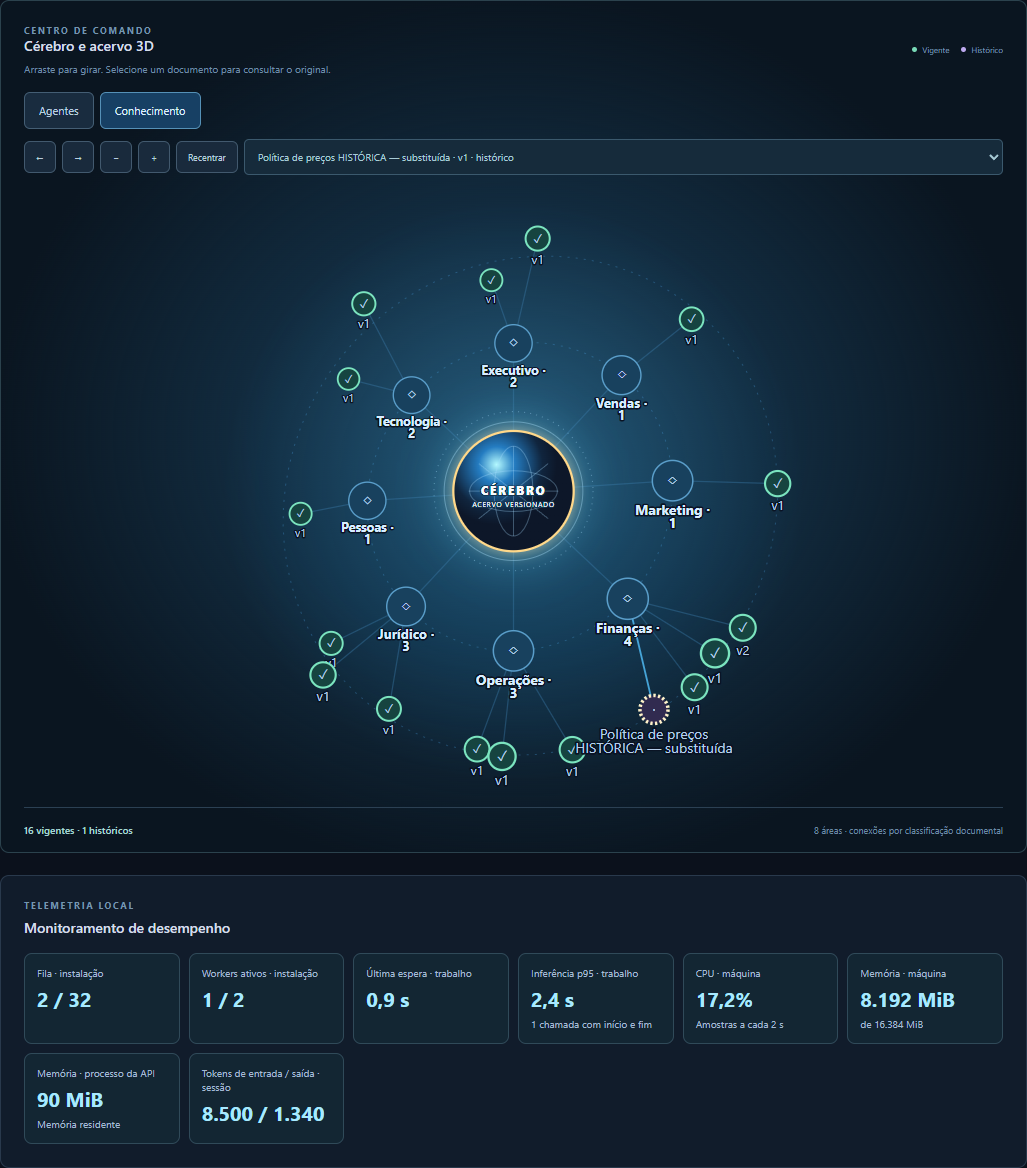 CENTRO DE COMANDO
Cérebro e acervo 3D
Vigente
Histórico
Arraste para girar. Selecione um documento para consultar o original.
Agentes
Conhecimento
←
→
−
+
Recentrar
Política de preços HISTÓRICA — substituída · v1 · histórico
v1
v1
v1
v1
Executivo ·
2
v1
Vendas ·
1
Tecnologia ·
2
CÉREBRO
ACERVO VERSIONADO
Marketing ·
1
v1
Pessoas ·
1
v1
Jurídico ·
3
Finanças ·
4
v2
v1
v1
v1
v1
v1
Operações ·
3
Política de preços
HISTÓRICA — substituída
v1
v1
v1
16 vigentes · 1 históricos
8 áreas · conexões por classificação documental
TELEMETRIA LOCAL
Monitoramento de desempenho
Fila · instalação
2 / 32
Workers ativos · instalação
1 / 2
Última espera · trabalho
0,9 s
Inferência p95 · trabalho
2,4 s
1 chamada com início e fim
CPU · máquina
17,2%
Amostras a cada 2 s
Memória · máquina
8.192 MiB
de 16.384 MiB
Memória · processo da API
90 MiB
Memória residente
Tokens de entrada / saída ·
sessão
8.500 / 1.340